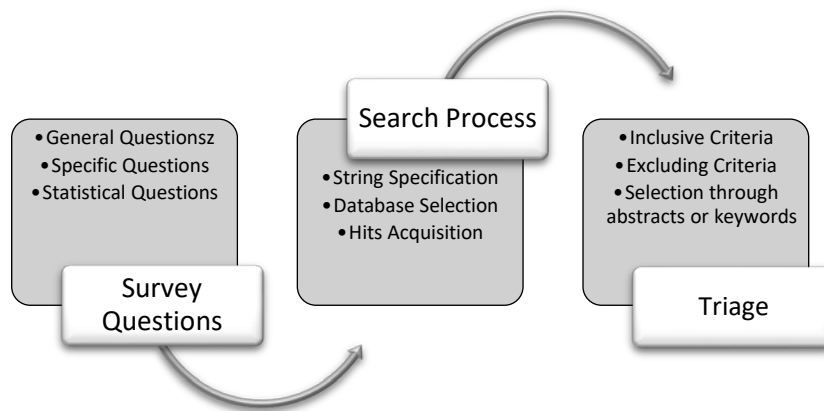 •General Questionsz
•Specific Questions
•Statistical Questions
Survey
Questions
Search Process
•String Specification
•Database Selection
•Hits Acquisition
•Inclusive Criteria
•Excluding Criteria
•Selection through
abstracts or keywords
Triage